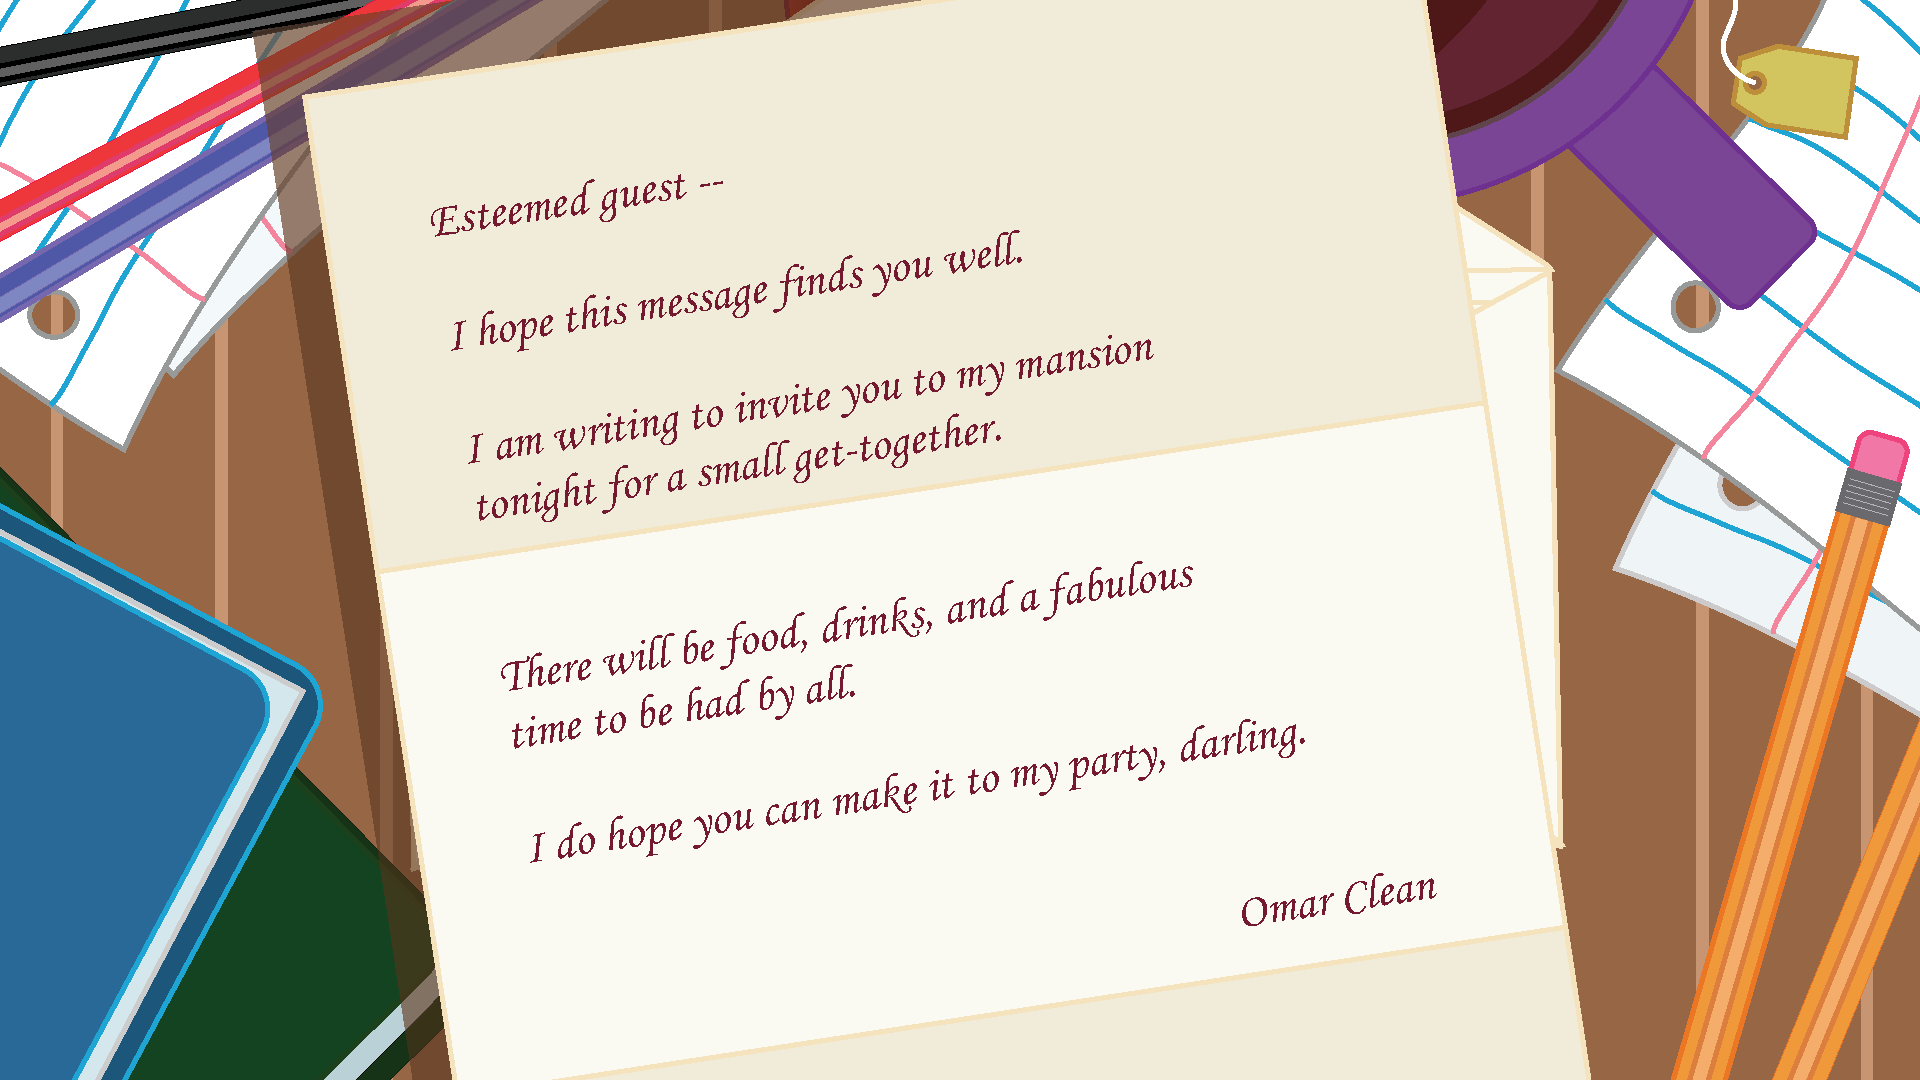 Esteemed guest --
I hope this message finds you well.
I am writing to invite you to my mansion
tonight for a small get-together.
There will be food, drinks, and a fabulous
time to be had by all.
I do hope you can make it to my party, darling.
Omar Clean